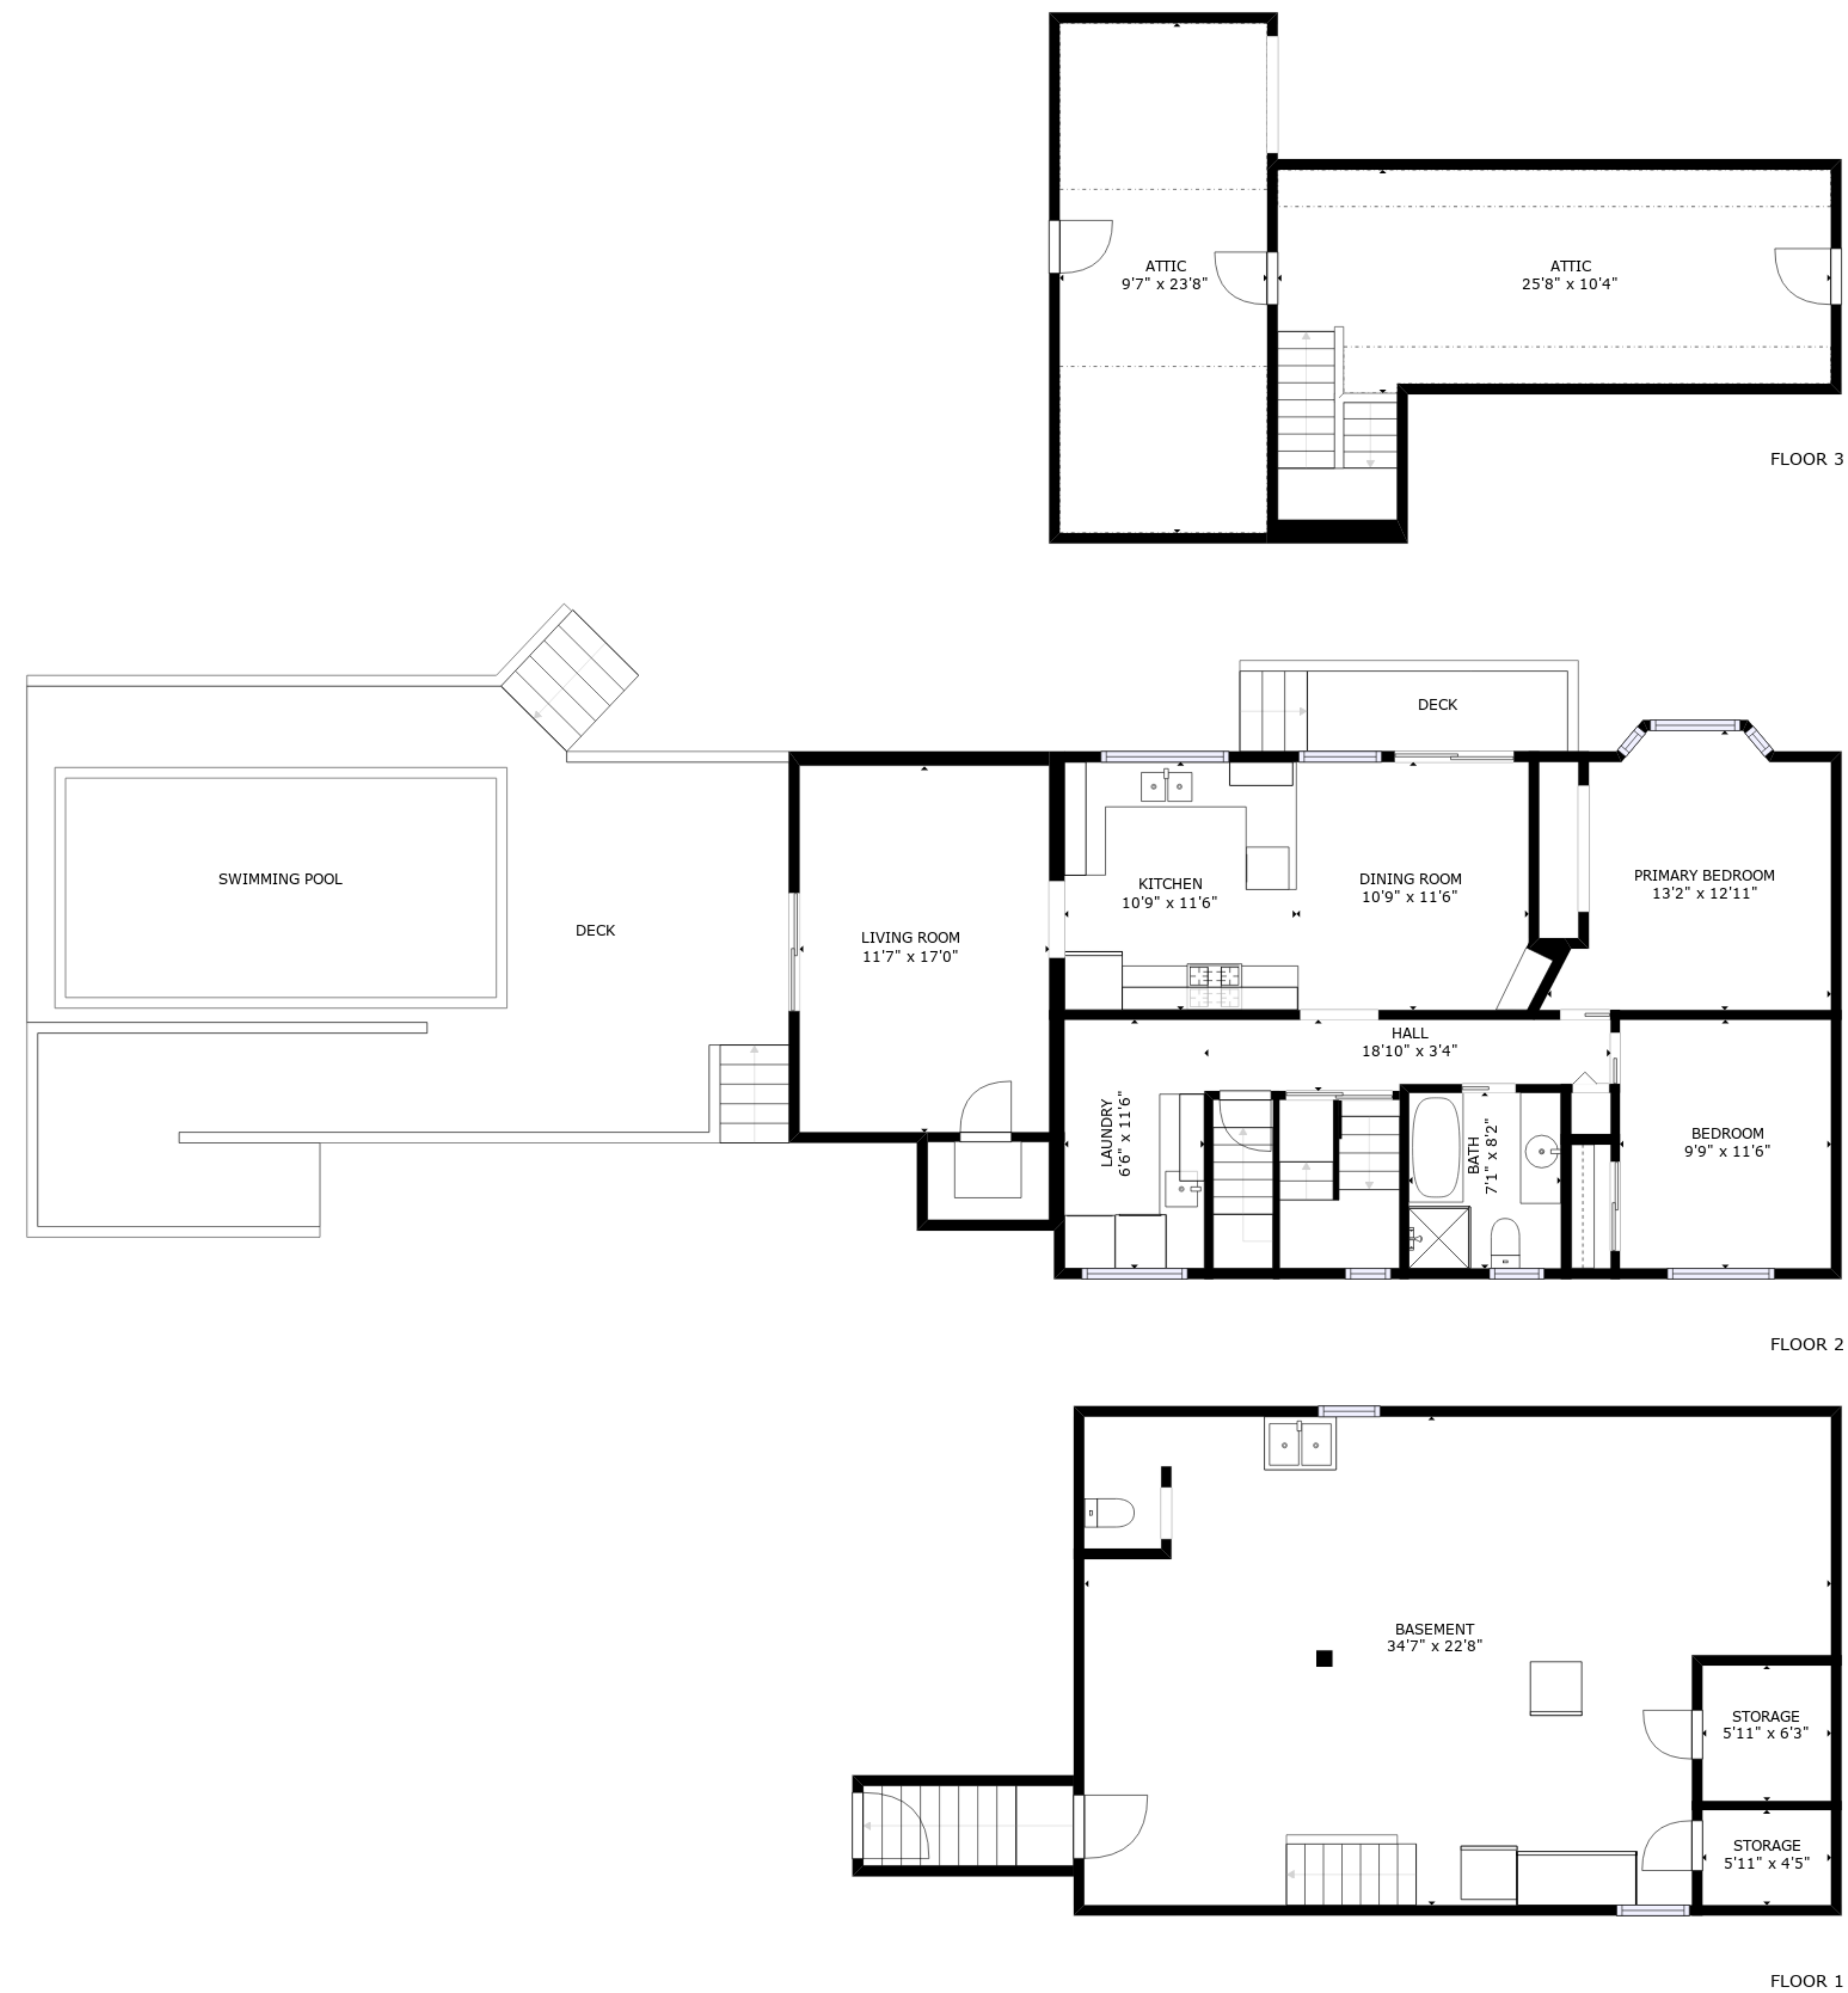 ATTIC
9'7" x 23'8"
ATTIC
25'8" x 10'4"
FLOOR 3
DECK
SWIMMING POOL
DECK
LIVING ROOM
11'7" x 17'0"
KITCHEN
10'9" x 11'6"
DINING ROOM
10'9" x 11'6"
PRIMARY BEDROOM
13'2" x 12'11"
HALL
18'10" x 3'4"
LAUNDRY
6'6" x 11'6"
BATH
7'1" x 8'2"
BEDROOM
9'9" x 11'6"
FLOOR 2
BASEMENT
34'7" x 22'8"
STORAGE
5'11" x 6'3"
STORAGE
5'11" x 4'5"
FLOOR 1